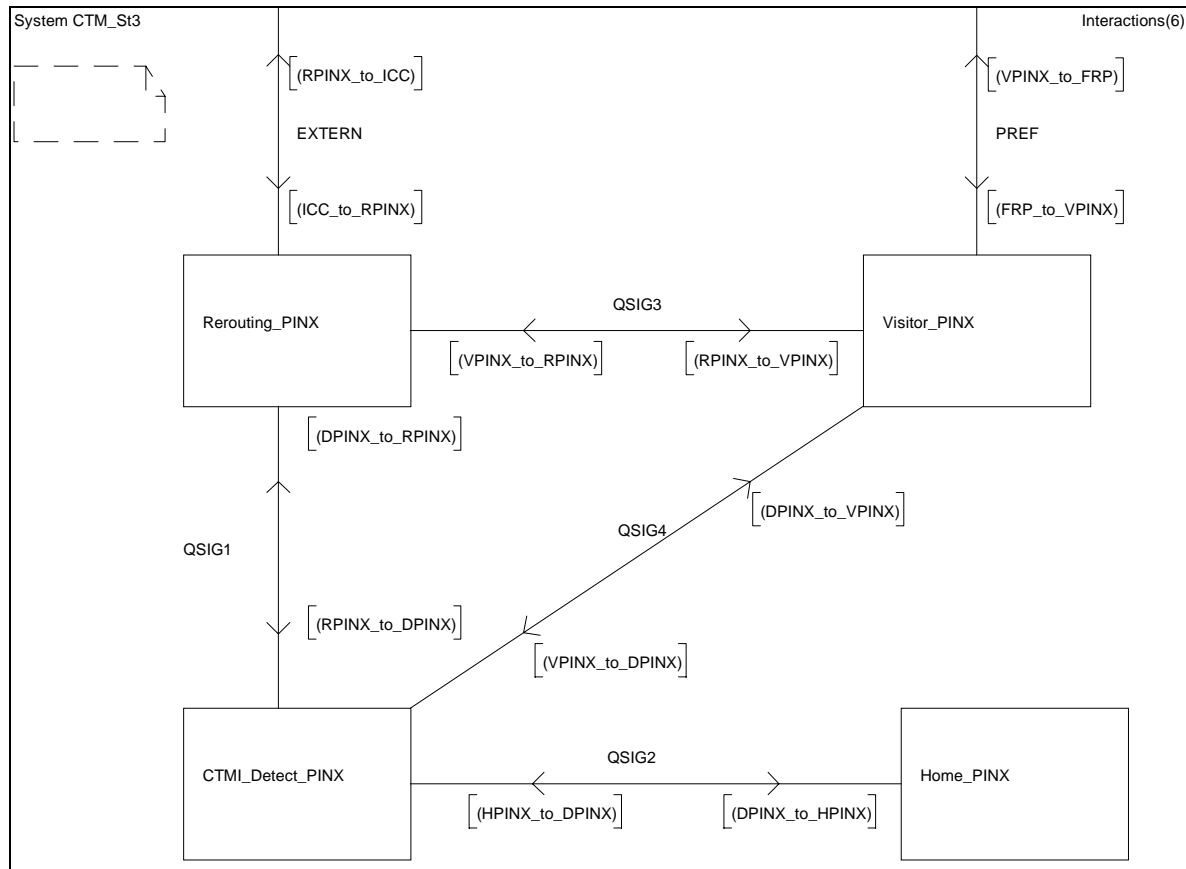 System CTM_St3
Interactions(6)
(RPINX_to_ICC)
(VPINX_to_FRP)
EXTERN
PREF
(ICC_to_RPINX)
(FRP_to_VPINX)
QSIG3
Rerouting_PINX
Visitor_PINX
(VPINX_to_RPINX)
(RPINX_to_VPINX)
(DPINX_to_RPINX)
(DPINX_to_VPINX)
QSIG4
QSIG1
(RPINX_to_DPINX)
(VPINX_to_DPINX)
QSIG2
CTMI_Detect_PINX
Home_PINX
(HPINX_to_DPINX)
(DPINX_to_HPINX)